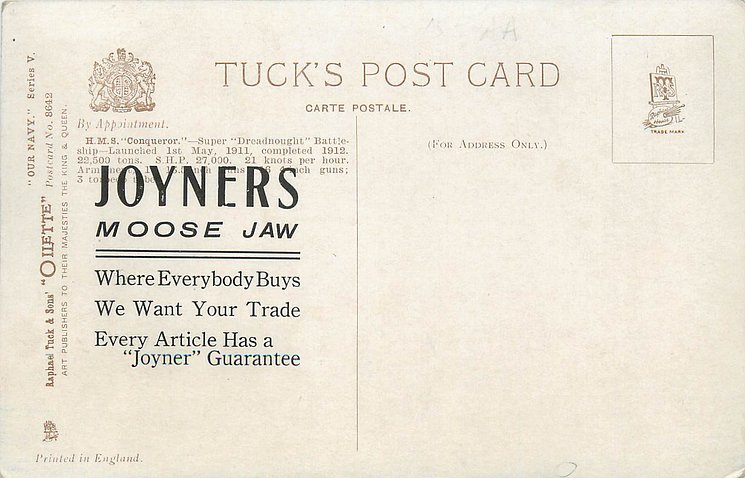 TUCK'S POST CARD
CARTE POSTALE.
By Appointment.
(FOR ADDRESS ONLY.)
TRADE MARK
H.M.S. "Conqueror."—Super "Dreadnought" Battle-
ship—Launched 1st May, 1911, completed 1912.
22,500 tons. S.H.P. 27,000. 21 knots per hour.
inch guns;
3
JOYNERS
MOOSE JAW
Where Everybody Buys
We Want Your Trade
Every Article Has a
"Joyner" Guarantee
"OUR NAVY." Series V.
Raphael Tuck & Sons' "OILETTE" Postcard No. 8642
ART PUBLISHERS TO THEIR MAJESTIES THE KING & QUEEN.
Printed in England.